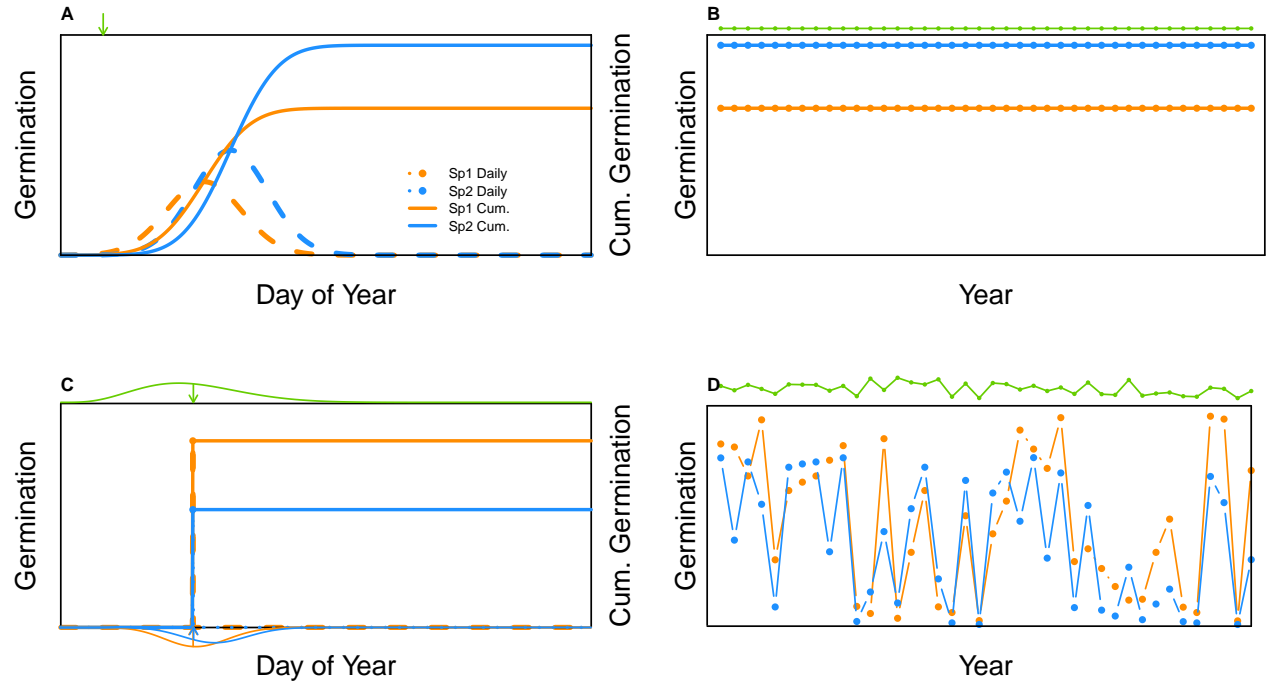 A
Germination
Cum. Germination
Sp1 Daily
Sp2 Daily
Sp1 Cum.
Sp2 Cum.
Day of Year
B
Germination
Year
C
Germination
Cum. Germination
Day of Year
D
Germination
Year